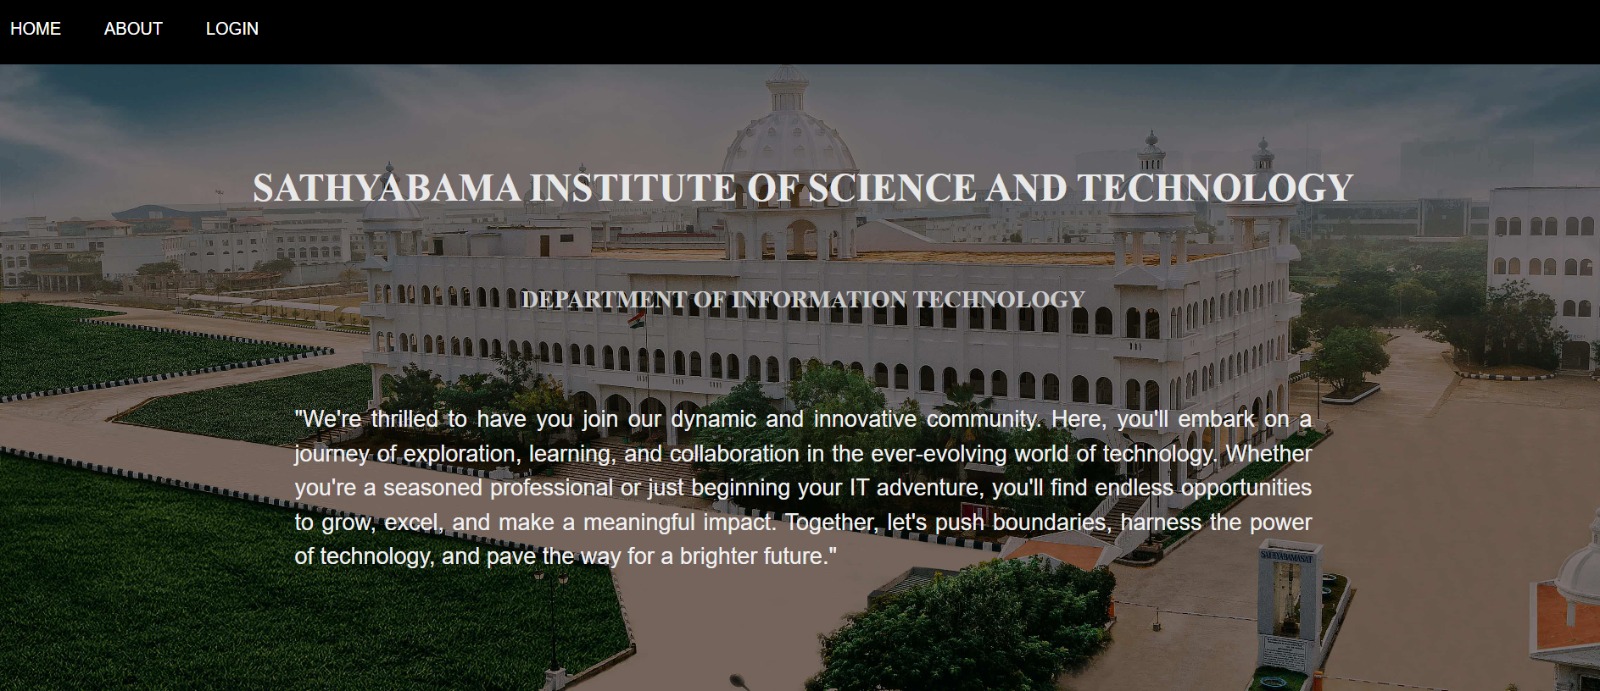 HOME ABOUT LOGIN
SATHYABAMA INSTITUTE OF SCIENCE AND TECHNOLOGY
DEPARTMENT OF INFORMATION TECHNOLOGY
"We're thrilled to have you join our dynamic and innovative community. Here, you'll embark on a
journey of exploration, learning, and collaboration in the ever-evolving world of technology. Whether
you're a seasoned professional or just beginning your IT adventure, you'll find endless opportunities
to grow, excel, and make a meaningful impact. Together, let's push boundaries, harness the power
of technology, and pave the way for a brighter future."